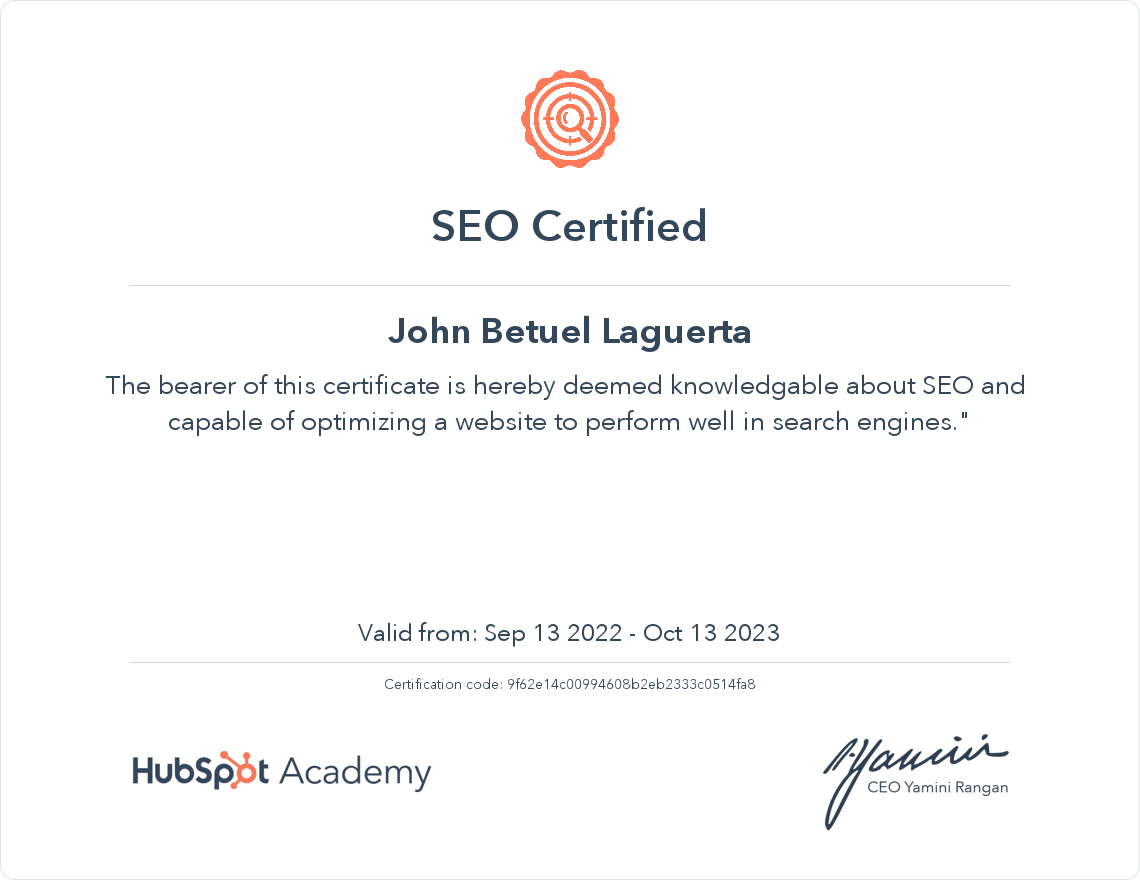 SEO Certified
John Betuel Laguerta
The bearer of this certificate is hereby deemed knowledgable about SEO and
capable of optimizing a website to perform well in search engines."
Valid from: Sep 13 2022 - Oct 13 2023
Certification code: 9f62e14c00994608b2eb2333c0514fa8
HubSpot Academy
Yamini
CEO Yamini Rangan